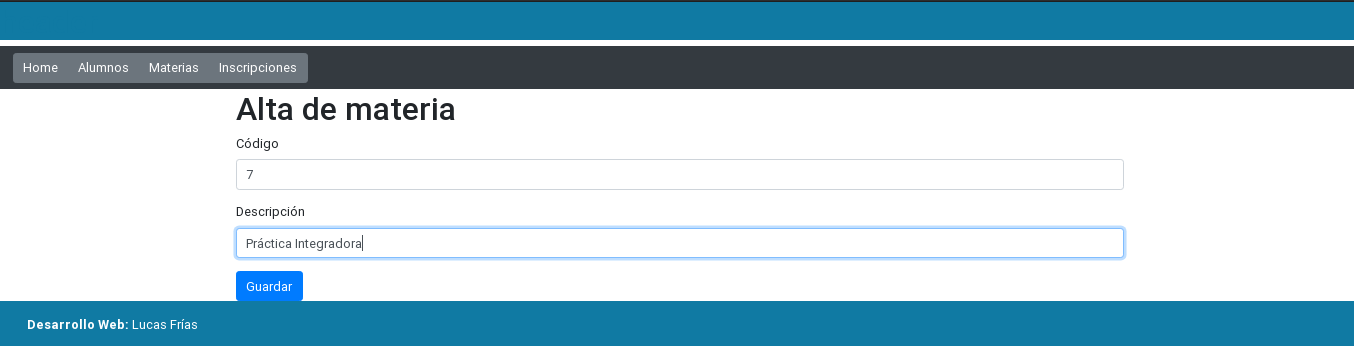 Home Alumnos Materias Inscripciones
Alta de materia
Código
7
Descripción
Práctica Integradora
Guardar
Desarrollo Web: Lucas Frías